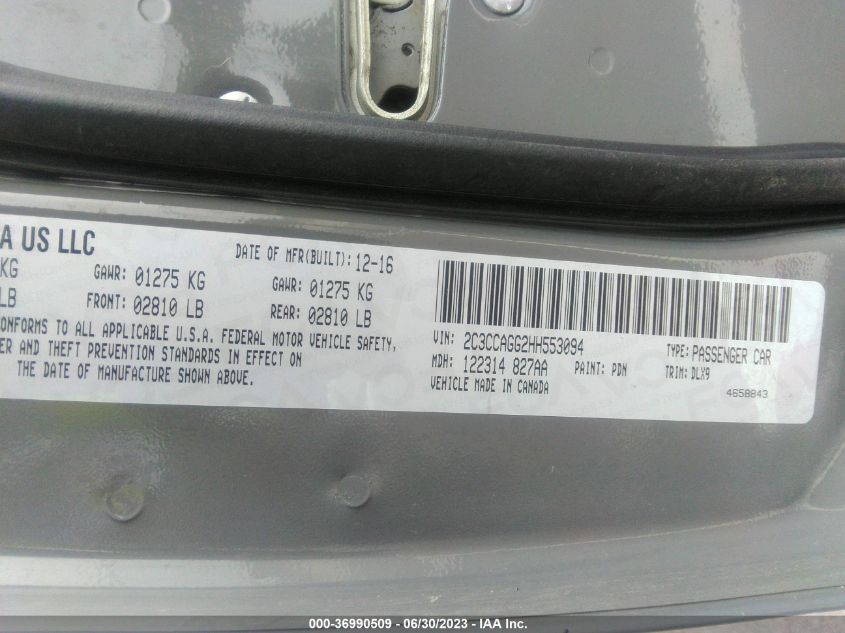 A US LLC
DATE OF MFR(BUILT): 12-16
KG GAWR: 01275 KG GAWR: 01275 KG
LB FRONT: 02810 LB REAR: 02810 LB
CONFORMS TO ALL APPLICABLE U.S.A. FEDERAL MOTOR VEHICLE SAFETY,
ER AND THEFT PREVENTION STANDARDS IN EFFECT ON
THE DATE OF MANUFACTURE SHOWN ABOVE.
VIN: 2C3CCAGG2HH553094 TYPE: PASSENGER CAR
MDH: 122314 827AA PAINT: PDN TRIM: DLX9
VEHICLE MADE IN CANADA 4658843
000-36990509 - 06/30/2023 - IAA Inc.